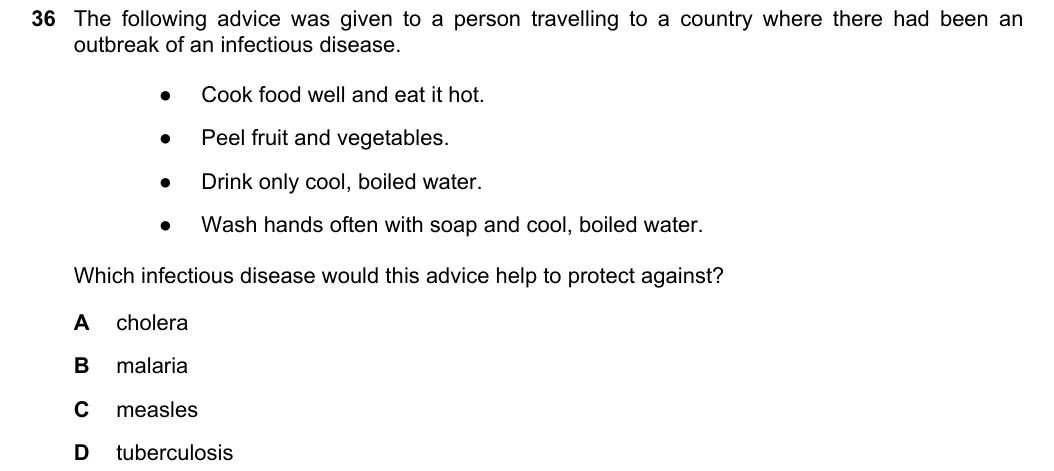 36 The following advice was given to a person travelling to a country where there had been an
outbreak of an infectious disease.
● Cook food well and eat it hot.
● Peel fruit and vegetables.
● Drink only cool, boiled water.
● Wash hands often with soap and cool, boiled water.
Which infectious disease would this advice help to protect against?
A cholera
B malaria
C measles
D tuberculosis